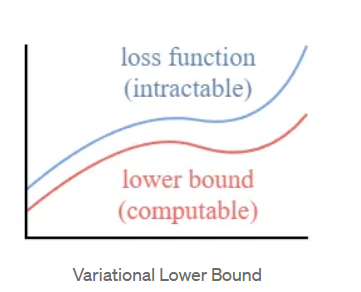 loss function
(intractable)
lower bound
(computable)
Variational Lower Bound